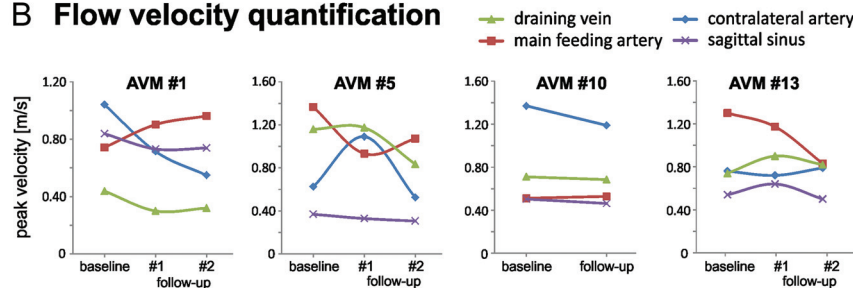 B Flow velocity quantification
draining vein
contralateral artery
main feeding artery
sagittal sinus
AVM #1
AVM #5
AVM #10
AVM #13
peak velocity [m/s]
1.20
0.80
0.40
0
baseline #1 #2
follow-up
1.60
1.20
0.80
0.40
0
baseline #1 #2
follow-up
1.60
1.20
0.80
0.40
0
baseline follow-up
1.60
1.20
0.80
0.40
0
baseline #1 #2
follow-up